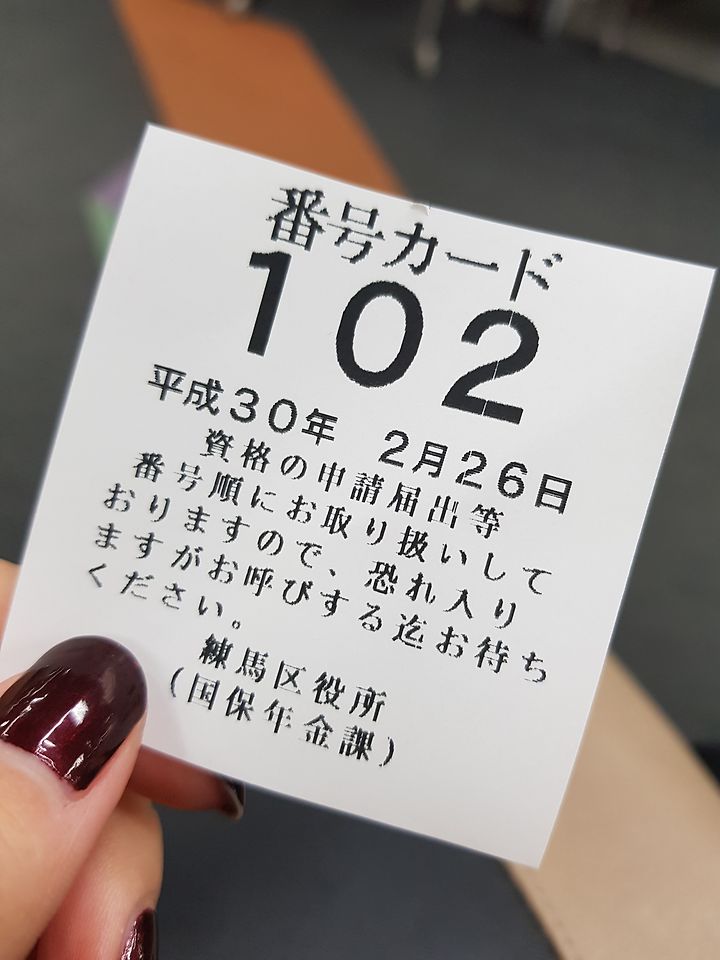 番号カード
102
平成30年 2月26日
資格の申請届出等
番号順にお取り扱いして
おりますので、恐れ入り
ますがお呼びする迄お待ち
ください。
練馬区役所
(国保年金課)